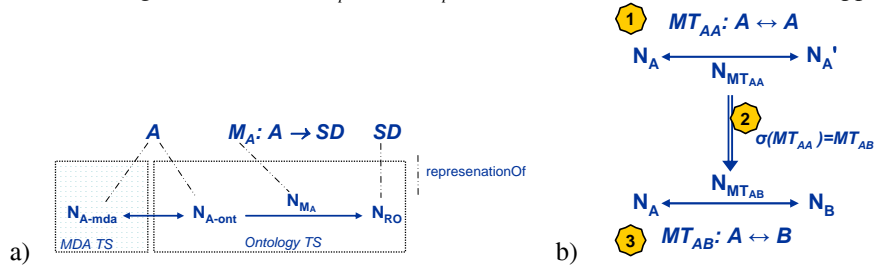 1 MT_AA: A ↔ A
N_A N_MT_AA N_A'
2 σ(MT_AA)=MT_AB
N_MT_AB
N_A N_B
3 MT_AB: A ↔ B
b)
A M_A: A → SD SD
represenationOf
N_A-mda N_A-ont N_M_A N_RO
MDA TS Ontology TS
a)